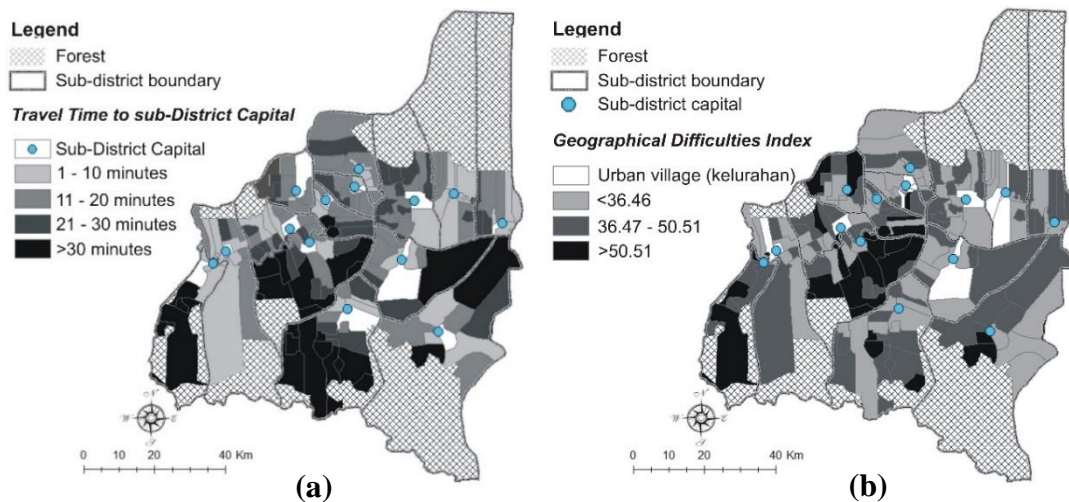 Legend
Forest
Sub-district boundary
Travel Time to sub-District Capital
Sub-District Capital
1 - 10 minutes
11 - 20 minutes
21 - 30 minutes
>30 minutes
0 10 20 40 Km
(a)
Legend
Forest
Sub-district boundary
Sub-district capital
Geographical Difficulties Index
Urban village (kelurahan)
<36.46
36.47 - 50.51
>50.51
0 10 20 40 Km
(b)